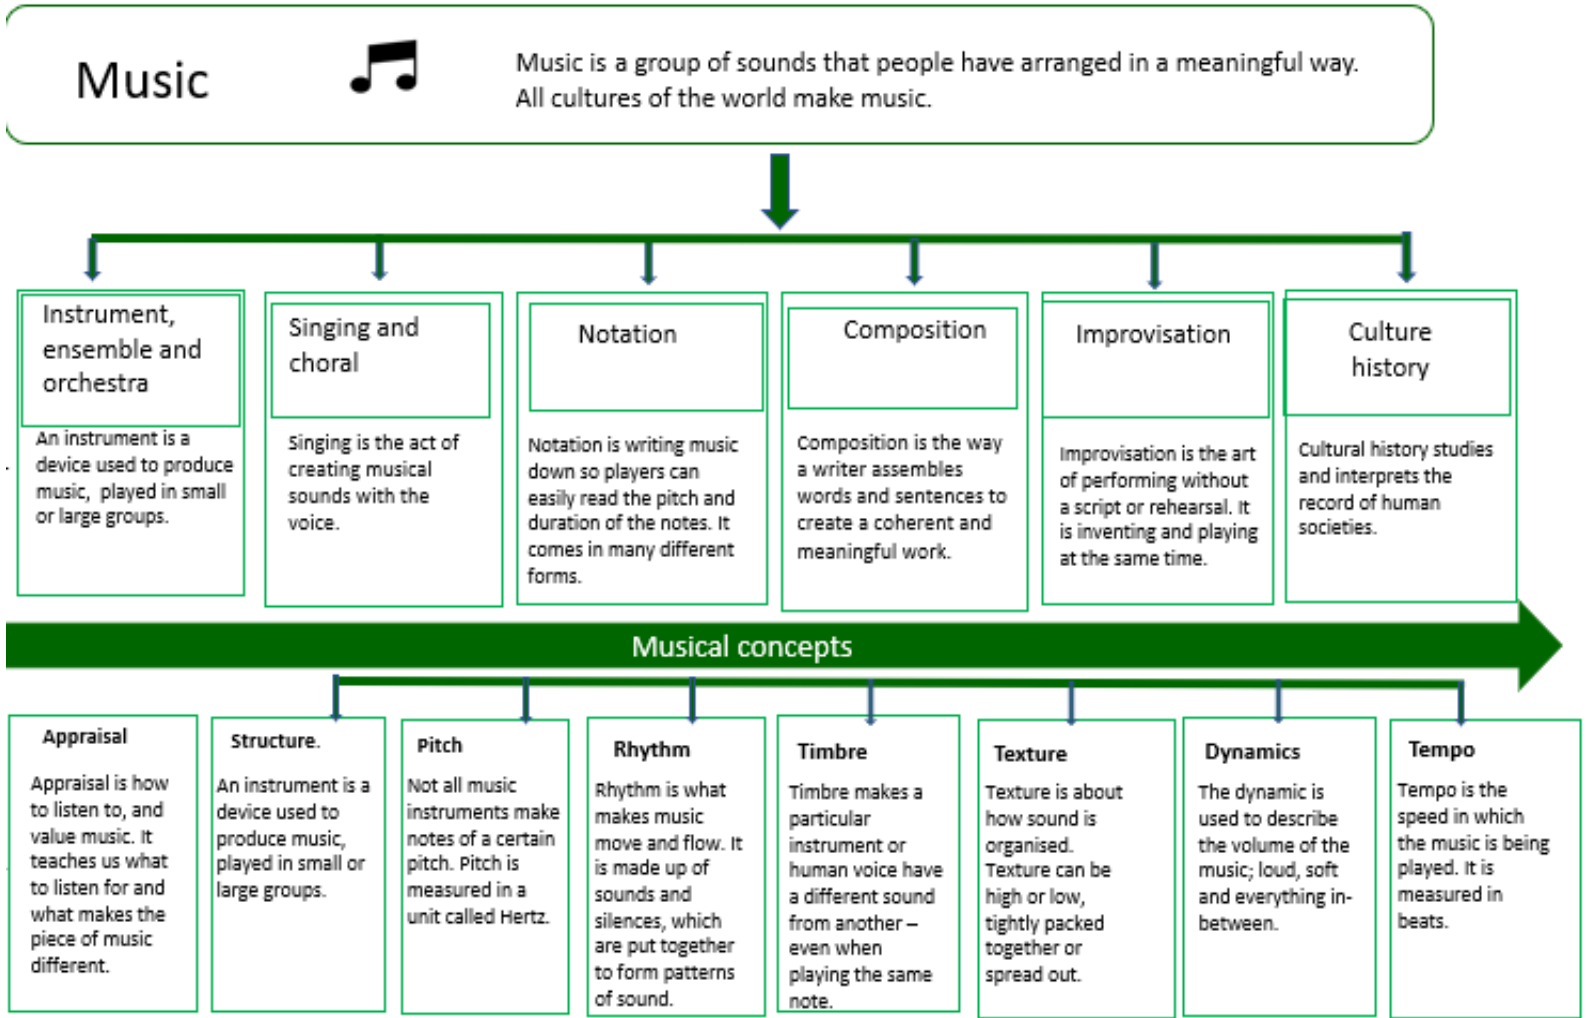 Music
Music is a group of sounds that people have arranged in a meaningful way.
All cultures of the world make music.
Instrument,
ensemble and
orchestra
An instrument is a
device used to produce
music, played in small
or large groups.
Singing and
choral
Singing is the act of
creating musical
sounds with the
voice.
Notation
Notation is writing music
down so players can
easily read the pitch and
duration of the notes. It
comes in many different
forms.
Composition
Composition is the way
a writer assembles
words and sentences to
create a coherent and
meaningful work.
Improvisation
Improvisation is the art
of performing without
a script or rehearsal. It
is inventing and playing
at the same time.
Culture
history
Cultural history studies
and interprets the
record of human
societies.
Musical concepts
Appraisal
Appraisal is how
to listen to, and
value music. It
teaches us what
to listen for and
what makes the
piece of music
different.
Structure.
An instrument is a
device used to
produce music,
played in small or
large groups.
Pitch
Not all music
instruments make
notes of a certain
pitch. Pitch is
measured in a
unit called Hertz.
Rhythm
Rhythm is what
makes music
move and flow. It
is made up of
sounds and
silences, which
are put together
to form patterns
of sound.
Timbre
Timbre makes a
particular
instrument or
human voice have
a different sound
from another –
even when
playing the same
note.
Texture
Texture is about
how sound is
organised.
Texture can be
high or low,
tightly packed
together or
spread out.
Dynamics
The dynamic is
used to describe
the volume of the
music; loud, soft
and everything in-
between.
Tempo
Tempo is the
speed in which
the music is being
played. It is
measured in
beats.